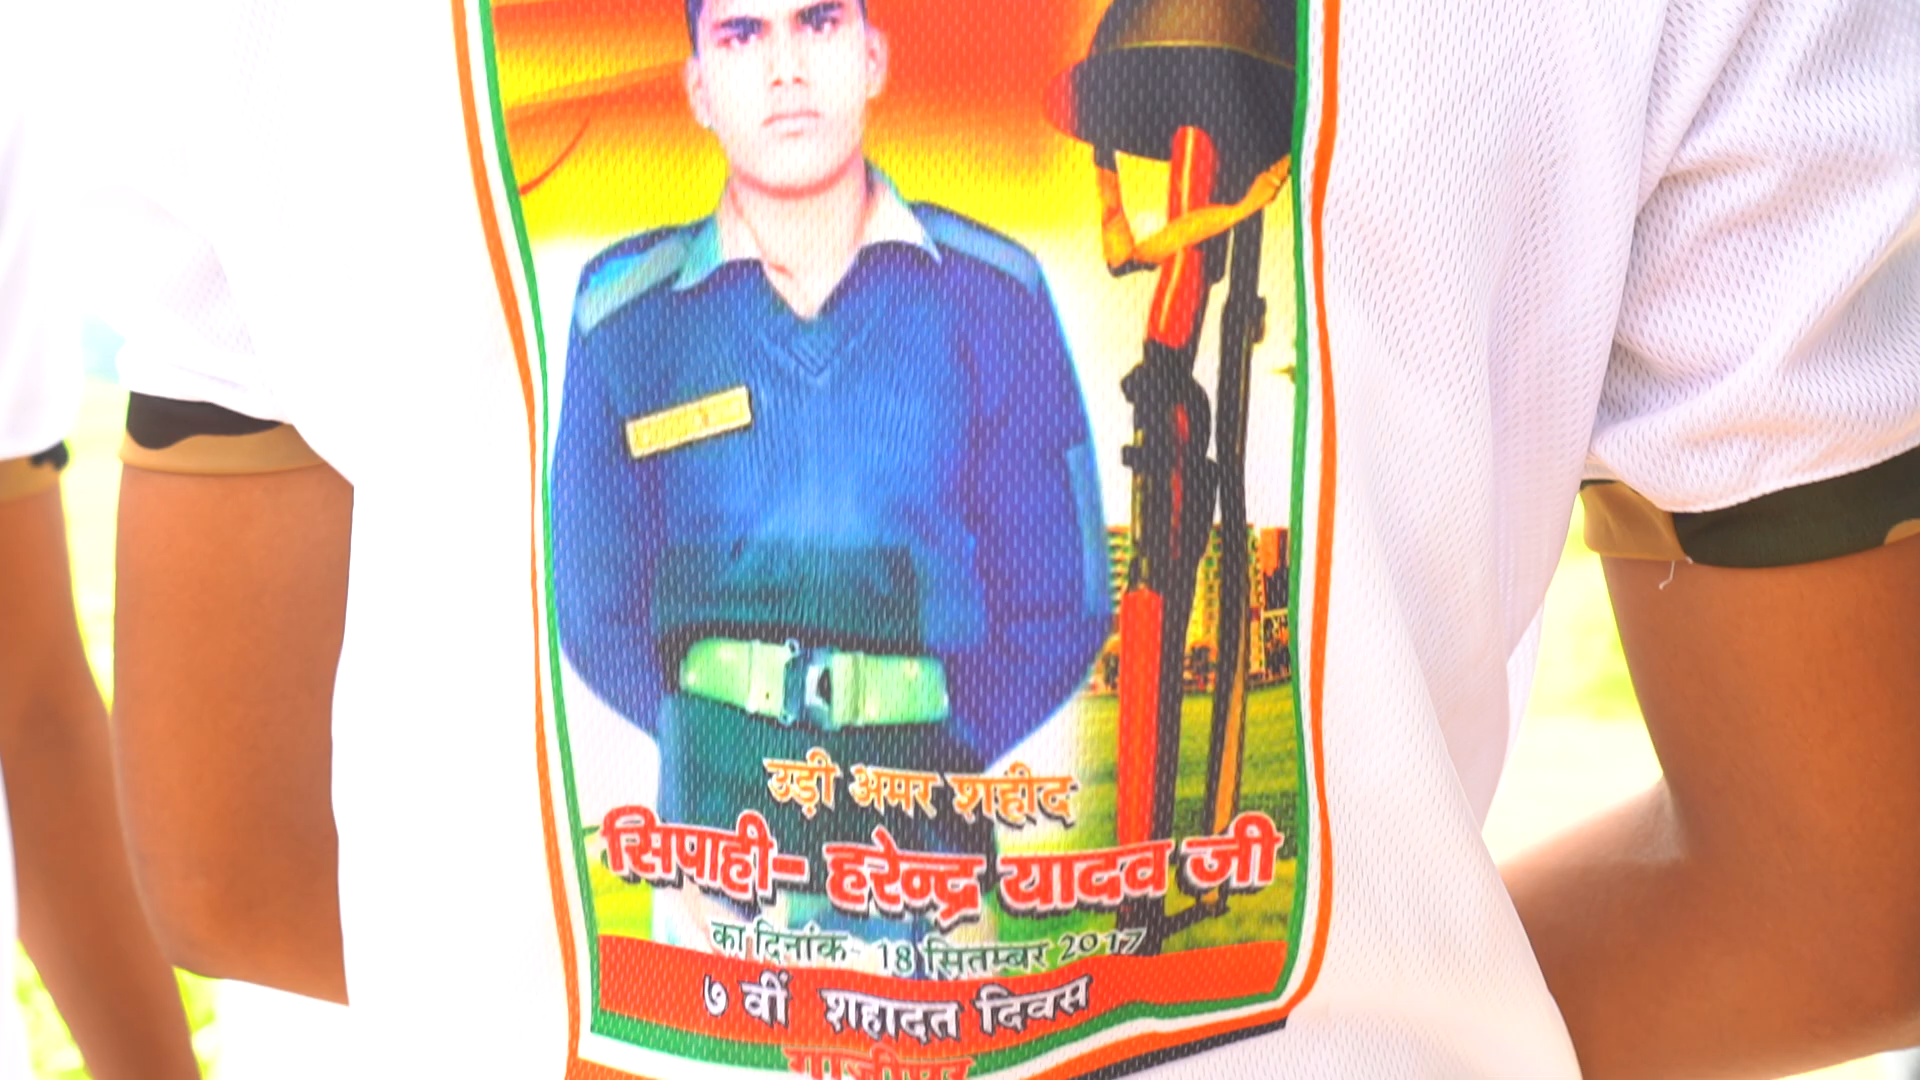 उड़ी अमर शहीद
सिपाही- हरेन्द्र यादव जी
का दिनांक- 18 सितम्बर 2017
७ वीं शहादत दिवस
गाजीपुर